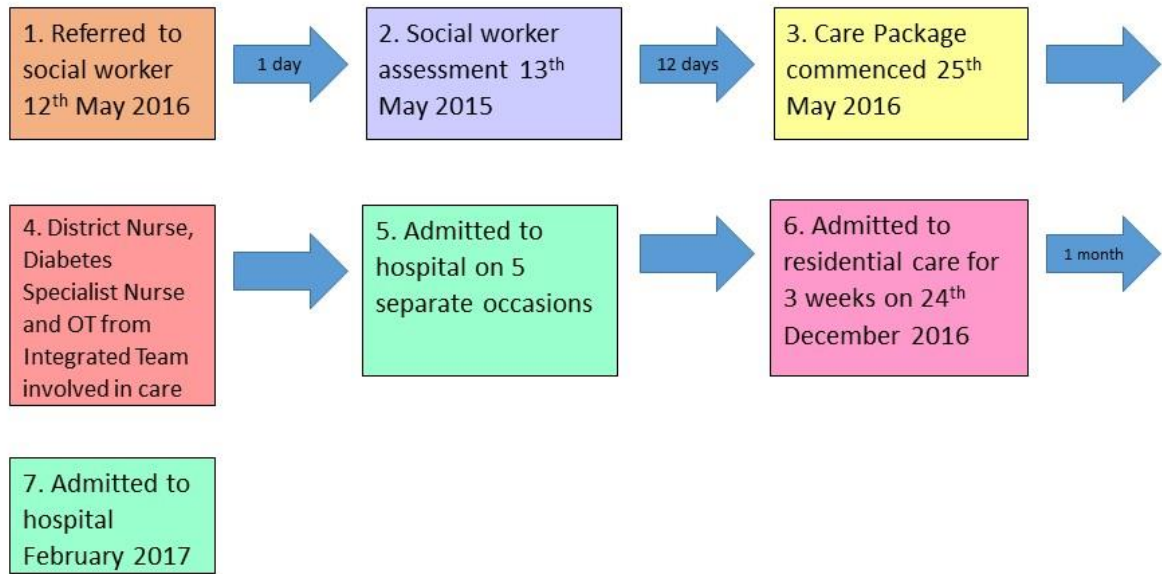 1. Referred to
social worker
12th May 2016
1 day
2. Social worker
assessment 13th
May 2015
12 days
3. Care Package
commenced 25th
May 2016
4. District Nurse,
Diabetes
Specialist Nurse
and OT from
Integrated Team
involved in care
5. Admitted to
hospital on 5
separate occasions
6. Admitted to
residential care for
3 weeks on 24th
December 2016
1 month
7. Admitted to
hospital
February 2017